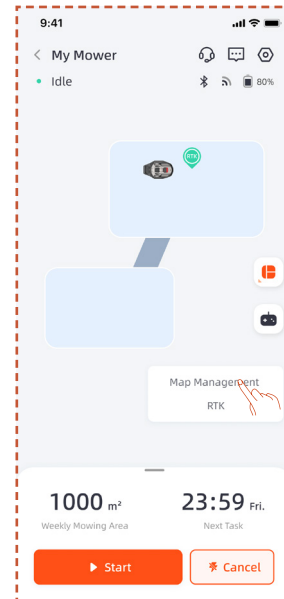 9:41
My Mower
Idle
80%
RTK
Map Management
RTK
1000 m²
23:59 Fri.
Weekly Mowing Area
Next Task
Start
Cancel